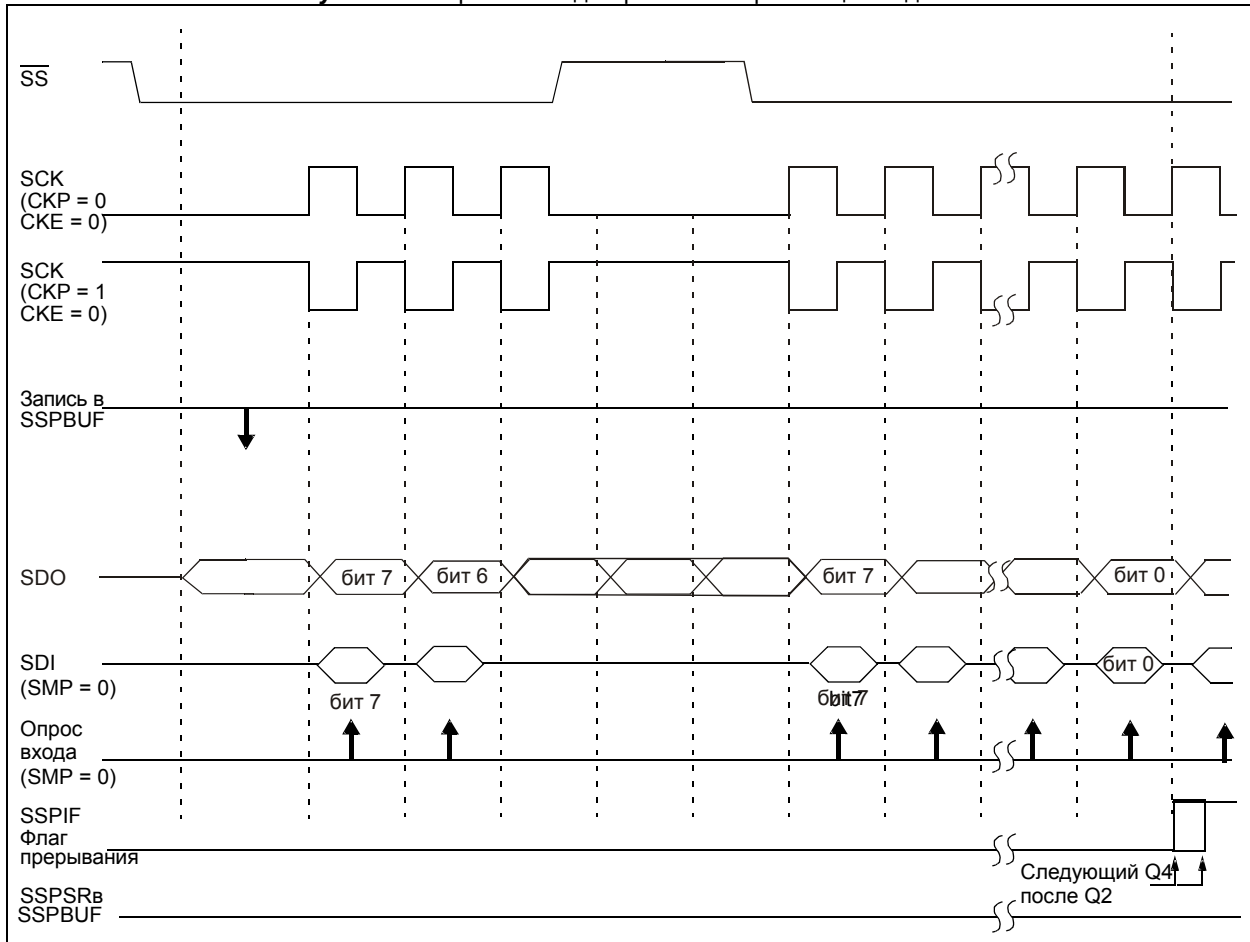 SS
SCK
(CKP = 0
CKE = 0)
SCK
(CKP = 1
CKE = 0)
Запись в
SSPBUF
SDO
бит 7
бит 6
бит 7
бит 0
SDI
(SMP = 0)
бит 7
бит 0
Опрос
входа
(SMP = 0)
SSPIF
Флаг
прерывания
Следующий Q4
после Q2
SSPSRв
SSPBUF